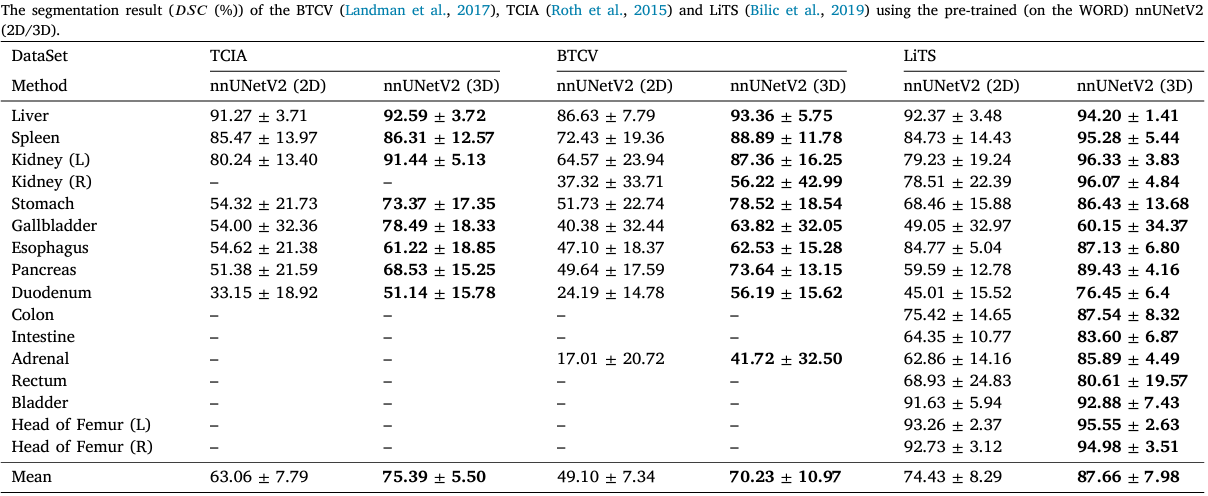 The segmentation result (DSC (%)) of the BTCV (Landman et al., 2017), TCIA (Roth et al., 2015) and LiTS (Bilic et al., 2019) using the pre-trained (on the WORD) nnUNetV2
(2D/3D).
DataSet TCIA BTCV LiTS
Method nnUNetV2 (2D) nnUNetV2 (3D) nnUNetV2 (2D) nnUNetV2 (3D) nnUNetV2 (2D) nnUNetV2 (3D)
Liver 91.27 ± 3.71 92.59 ± 3.72 86.63 ± 7.79 93.36 ± 5.75 92.37 ± 3.48 94.20 ± 1.41
Spleen 85.47 ± 13.97 86.31 ± 12.57 72.43 ± 19.36 88.89 ± 11.78 84.73 ± 14.43 95.28 ± 5.44
Kidney (L) 80.24 ± 13.40 91.44 ± 5.13 64.57 ± 23.94 87.36 ± 16.25 79.23 ± 19.24 96.33 ± 3.83
Kidney (R) – – 37.32 ± 33.71 56.22 ± 42.99 78.51 ± 22.39 96.07 ± 4.84
Stomach 54.32 ± 21.73 73.37 ± 17.35 51.73 ± 22.74 78.52 ± 18.54 68.46 ± 15.88 86.43 ± 13.68
Gallbladder 54.00 ± 32.36 78.49 ± 18.33 40.38 ± 32.44 63.82 ± 32.05 49.05 ± 32.97 60.15 ± 34.37
Esophagus 54.62 ± 21.38 61.22 ± 18.85 47.10 ± 18.37 62.53 ± 15.28 84.77 ± 5.04 87.13 ± 6.80
Pancreas 51.38 ± 21.59 68.53 ± 15.25 49.64 ± 17.59 73.64 ± 13.15 59.59 ± 12.78 89.43 ± 4.16
Duodenum 33.15 ± 18.92 51.14 ± 15.78 24.19 ± 14.78 56.19 ± 15.62 45.01 ± 15.52 76.45 ± 6.4
Colon – – – – 75.42 ± 14.65 87.54 ± 8.32
Intestine – – – – 64.35 ± 10.77 83.60 ± 6.87
Adrenal – – 17.01 ± 20.72 41.72 ± 32.50 62.86 ± 14.16 85.89 ± 4.49
Rectum – – – – 68.93 ± 24.83 80.61 ± 19.57
Bladder – – – – 91.63 ± 5.94 92.88 ± 7.43
Head of Femur (L) – – – – 93.26 ± 2.37 95.55 ± 2.63
Head of Femur (R) – – – – 92.73 ± 3.12 94.98 ± 3.51
Mean 63.06 ± 7.79 75.39 ± 5.50 49.10 ± 7.34 70.23 ± 10.97 74.43 ± 8.29 87.66 ± 7.98